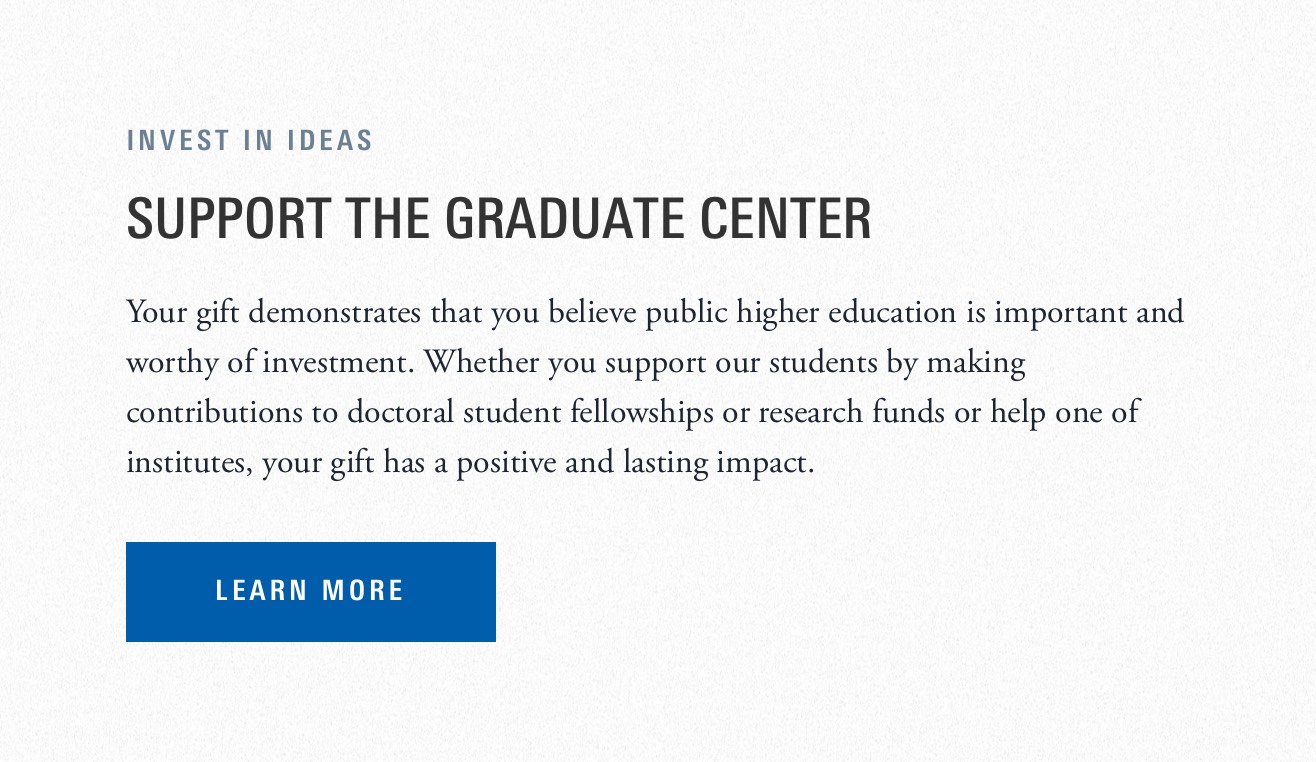 INVEST IN IDEAS
SUPPORT THE GRADUATE CENTER
Your gift demonstrates that you believe public higher education is important and
worthy of investment. Whether you support our students by making
contributions to doctoral student fellowships or research funds or help one of
institutes, your gift has a positive and lasting impact.
LEARN MORE